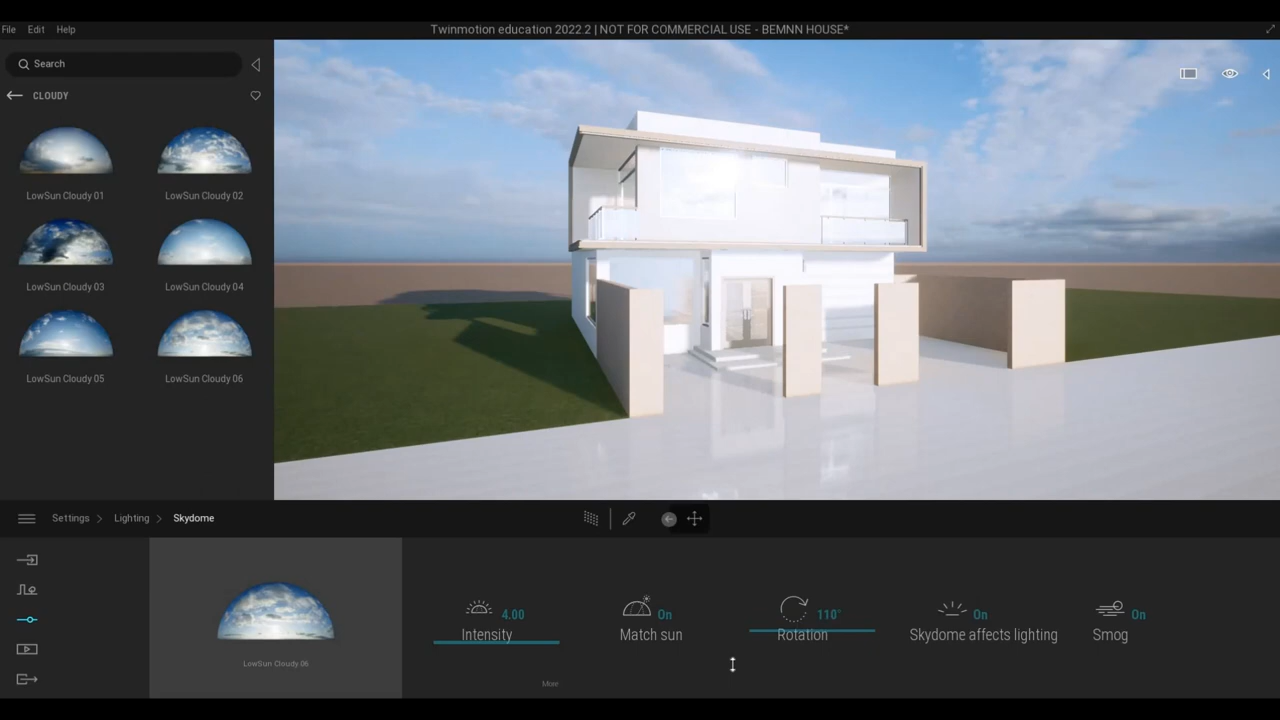 File Edit Help
Twinmotion education 2022.2 | NOT FOR COMMERCIAL USE - BEMNN HOUSE*
Search
CLOUDY
LowSun Cloudy 01
LowSun Cloudy 02
LowSun Cloudy 03
LowSun Cloudy 04
LowSun Cloudy 05
LowSun Cloudy 06
Settings > Lighting > Skydome
LowSun Cloudy 06
4.00
Intensity
On
Match sun
110°
Rotation
On
Skydome affects lighting
On
Smog
More